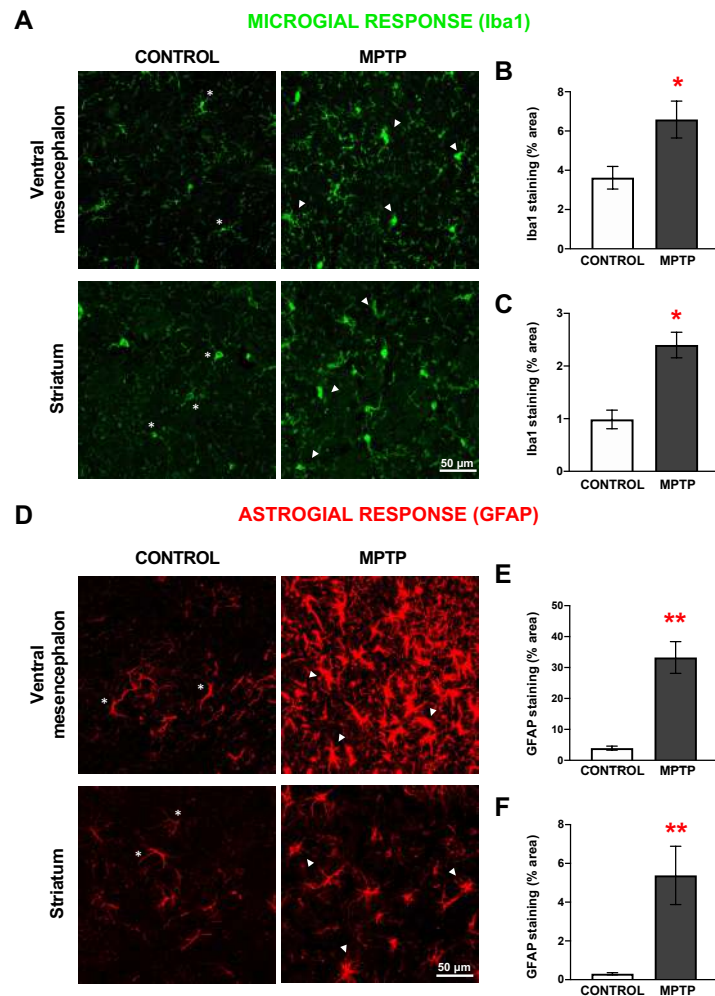 A
MICROGIAL RESPONSE (Iba1)
CONTROL
MPTP
Ventral
mesencephalon
*
*
Striatum
*
*
*
50 µm
B
*
Iba1 staining (% area)
8
6
4
2
0
CONTROL MPTP
C
*
Iba1 staining (% area)
3
2
1
0
CONTROL MPTP
D
ASTROGIAL RESPONSE (GFAP)
CONTROL
MPTP
Ventral
mesencephalon
*
*
Striatum
*
*
50 µm
E
**
GFAP staining (% area)
50
40
30
20
10
0
CONTROL MPTP
F
**
GFAP staining (% area)
8
6
4
2
0
CONTROL MPTP